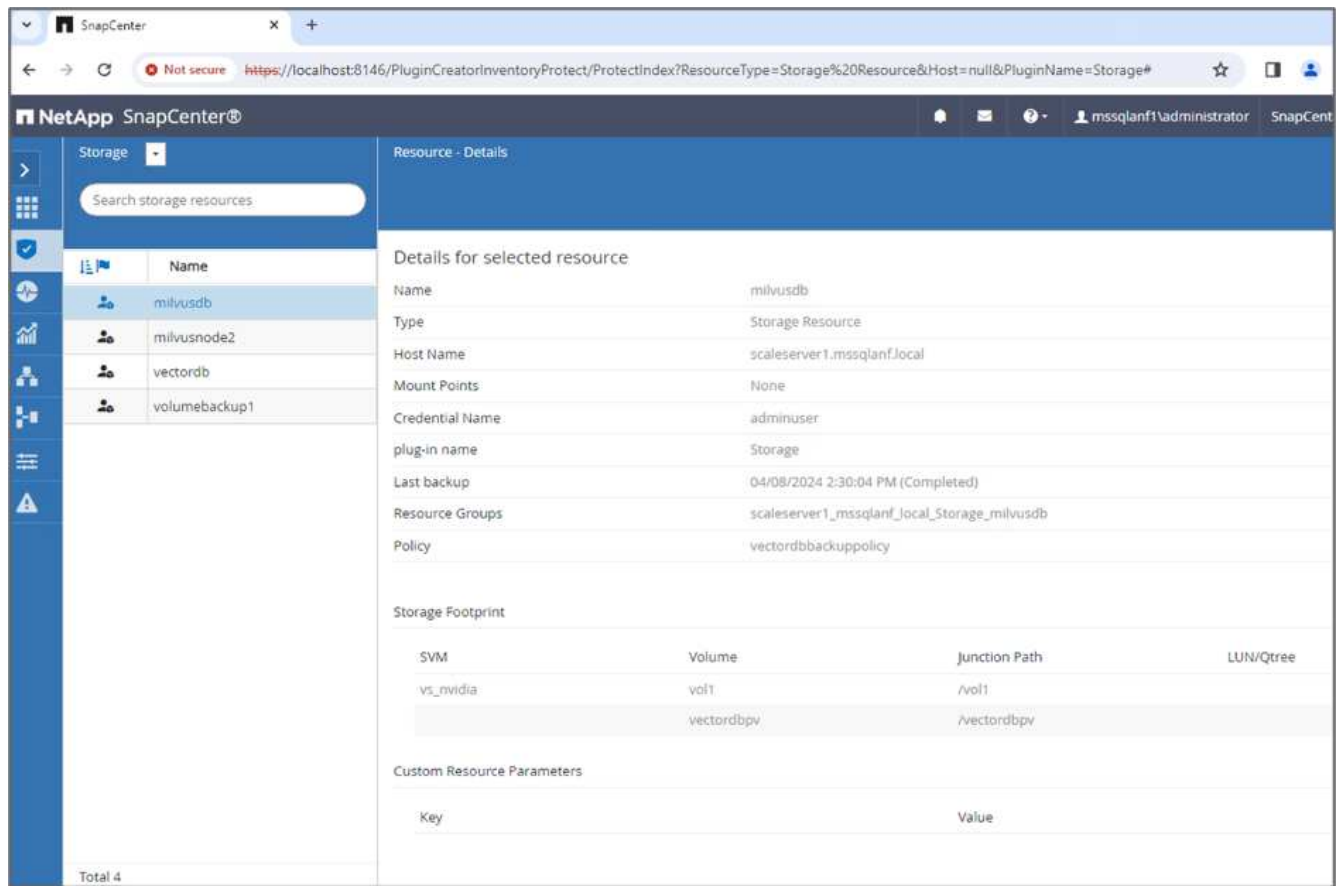 SnapCenter
Not secure https://localhost:8146/PluginCreatorInventoryProtect/ProtectIndex?ResourceType=Storage%20Resource&Host=null&PluginName=Storage#
NetApp SnapCenter® mssqlanf1\administrator SnapCent
Storage Resource - Details
Search storage resources
Name
milvusdb
milvusnode2
vectordb
volumebackup1
Total 4
Details for selected resource
Name milvusdb
Type Storage Resource
Host Name scaleserver1.mssqlanf.local
Mount Points None
Credential Name adminuser
plug-in name Storage
Last backup 04/08/2024 2:30:04 PM (Completed)
Resource Groups scaleserver1_mssqlanf_local_Storage_milvusdb
Policy vectordbbackuppolicy
Storage Footprint
SVM Volume Junction Path LUN/Qtree
vs_nvidia vol1 /vol1
vectordbpv /vectordbpv
Custom Resource Parameters
Key Value